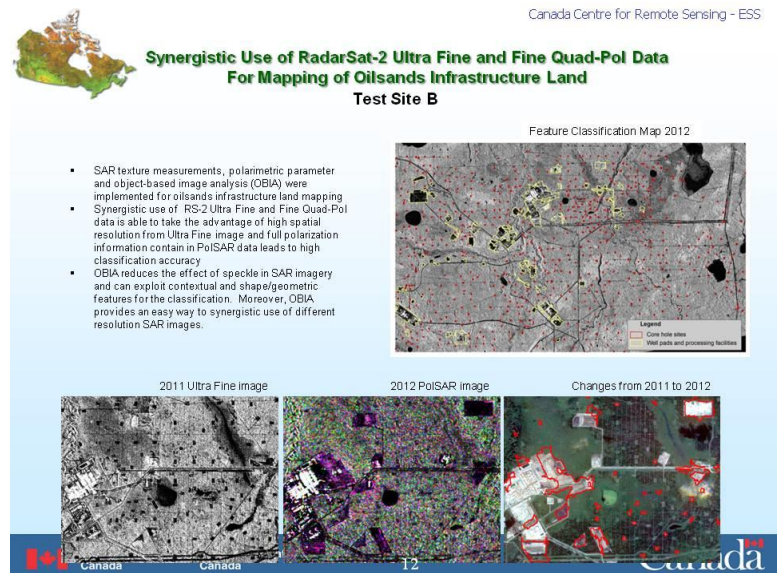 Canada Centre for Remote Sensing - ESS
Synergistic Use of RadarSat-2 Ultra Fine and Fine Quad-Pol Data
For Mapping of Oilsands Infrastructure Land
Test Site B
Feature Classification Map 2012
▪ SAR texture measurements, polarimetric parameter
and object-based image analysis (OBIA) were
implemented for oilsands infrastructure land mapping
▪ Synergistic use of RS-2 Ultra Fine and Fine Quad-Pol
data is able to take the advantage of high spatial
resolution from Ultra Fine image and full polarization
information contain in PolSAR data leads to high
classification accuracy
▪ OBIA reduces the effect of speckle in SAR imagery
and can exploit contextual and shape/geometric
features for the classification. Moreover, OBIA
provides an easy way to synergistic use of different
resolution SAR images.
Legend
Core hole sites
Well pads and processing facilities
2011 Ultra Fine image
2012 PolSAR image
Changes from 2011 to 2012
Canada
Canada
12
Canada